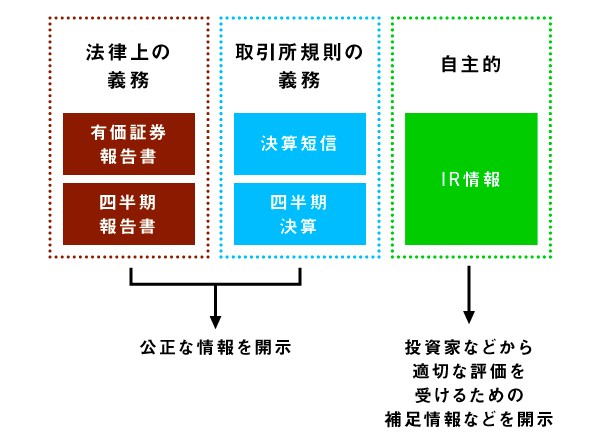 法律上の
義務
有価証券
報告書
四半期
報告書
取引所規則の
義務
決算短信
四半期
決算
自主的
IR情報
公正な情報を開示
投資家などから
適切な評価を
受けるための
補足情報などを開示